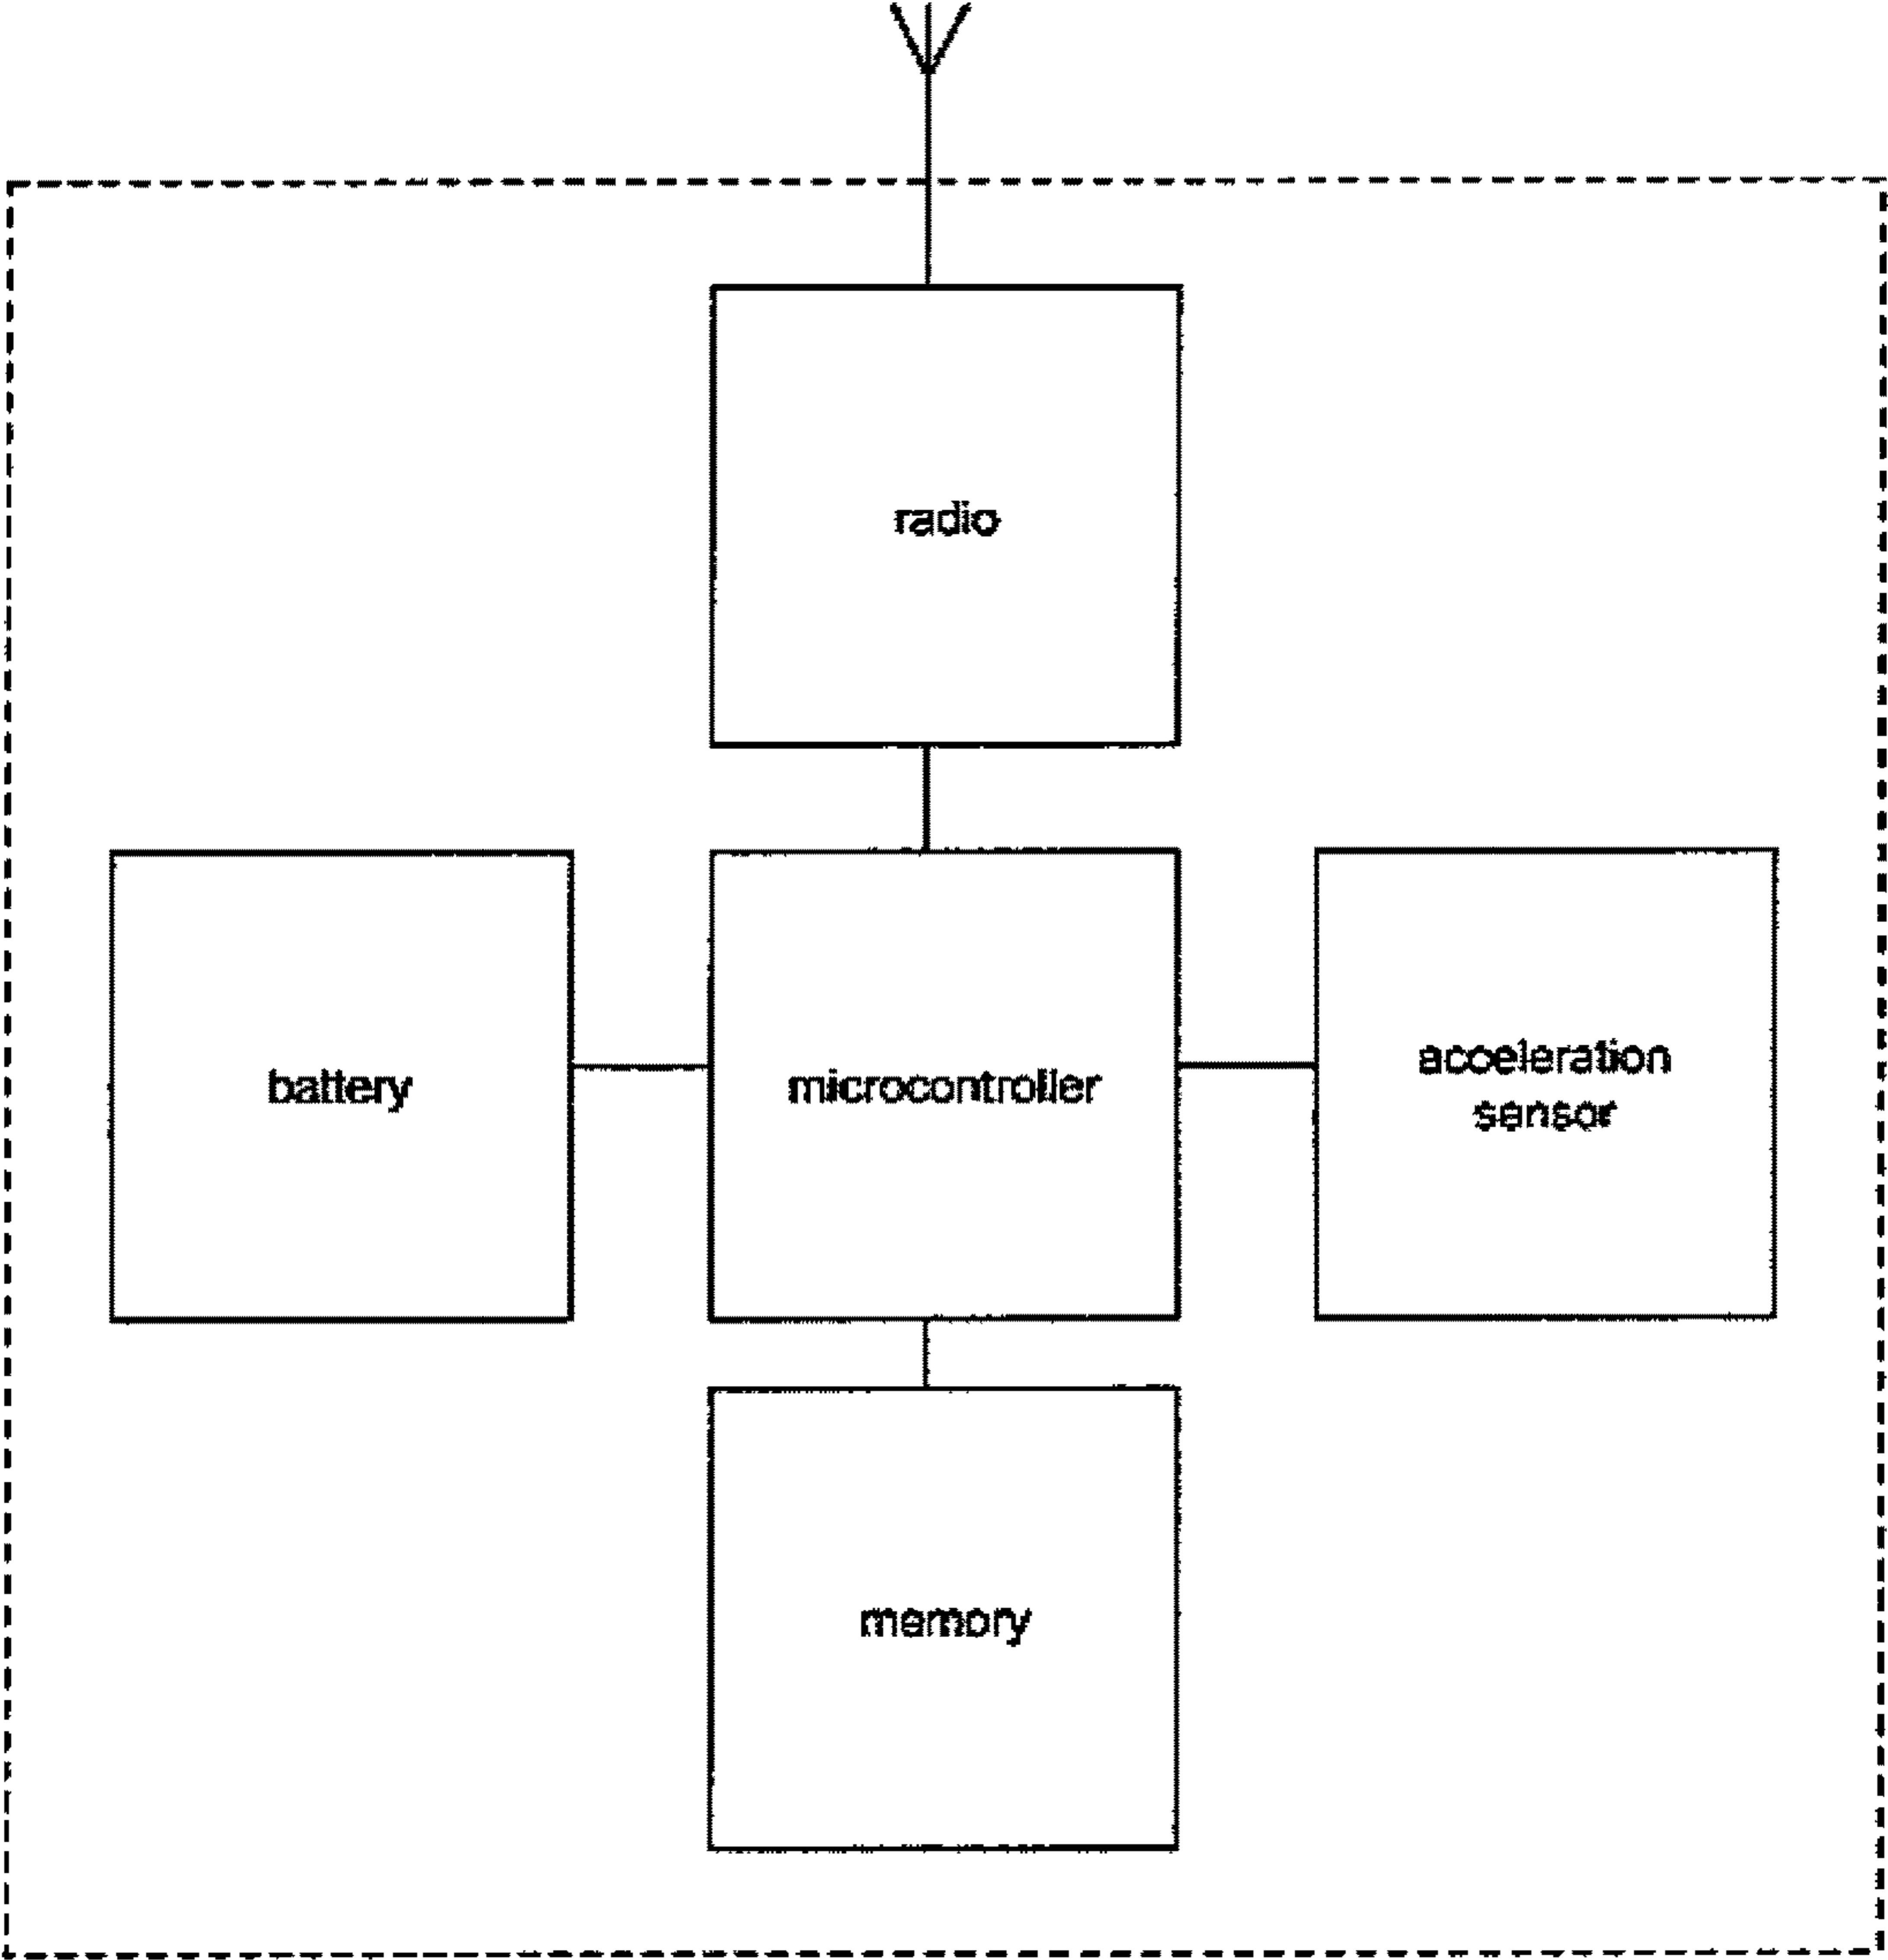 radio
battery
microcontroller
acceleration
sensor
memory